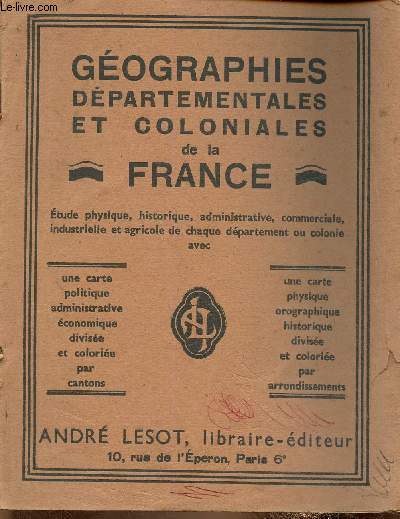 Le-livre.com
GÉOGRAPHIES
DÉPARTEMENTALES
ET COLONIALES
de la
FRANCE
Étude physique, historique, administrative, commerciale,
industrielle et agricole de chaque département ou colonie
avec
une carte
politique
administrative
économique
divisée
et coloriée
par
cantons
une carte
physique
orographique
historique
divisée
et coloriée
par
arrondissements
ANDRÉ LESOT, libraire-éditeur
10, rue de l'Éperon, Paris 6e